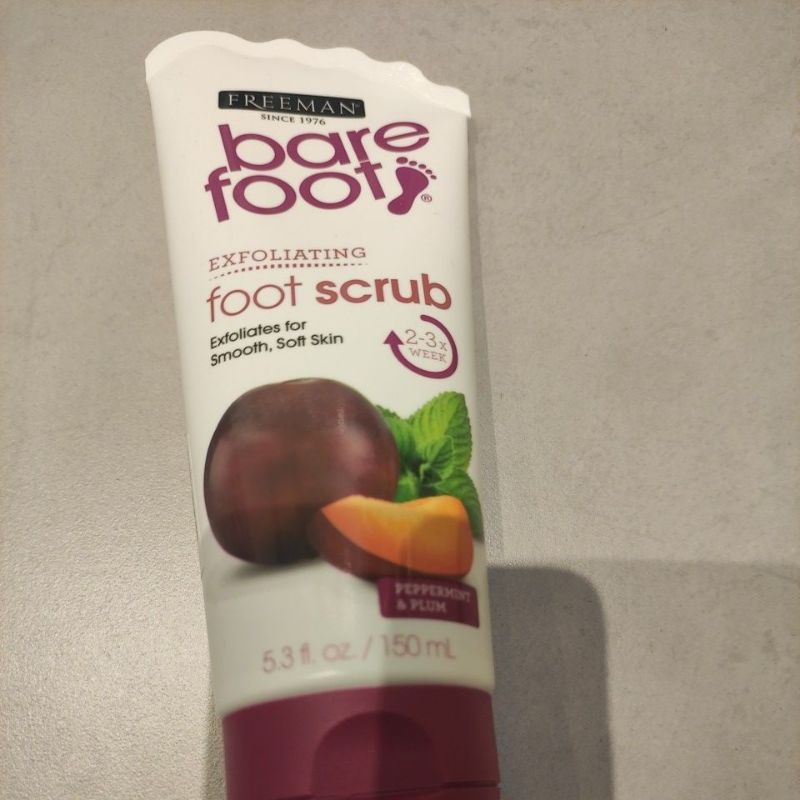 FREEMAN®
SINCE 1976
bare
foot®
EXFOLIATING
foot scrub
Exfoliates for
Smooth, Soft Skin
2-3x
WEEK
PEPPERMINT
& PLUM
5.3 fl. oz. / 150 mL